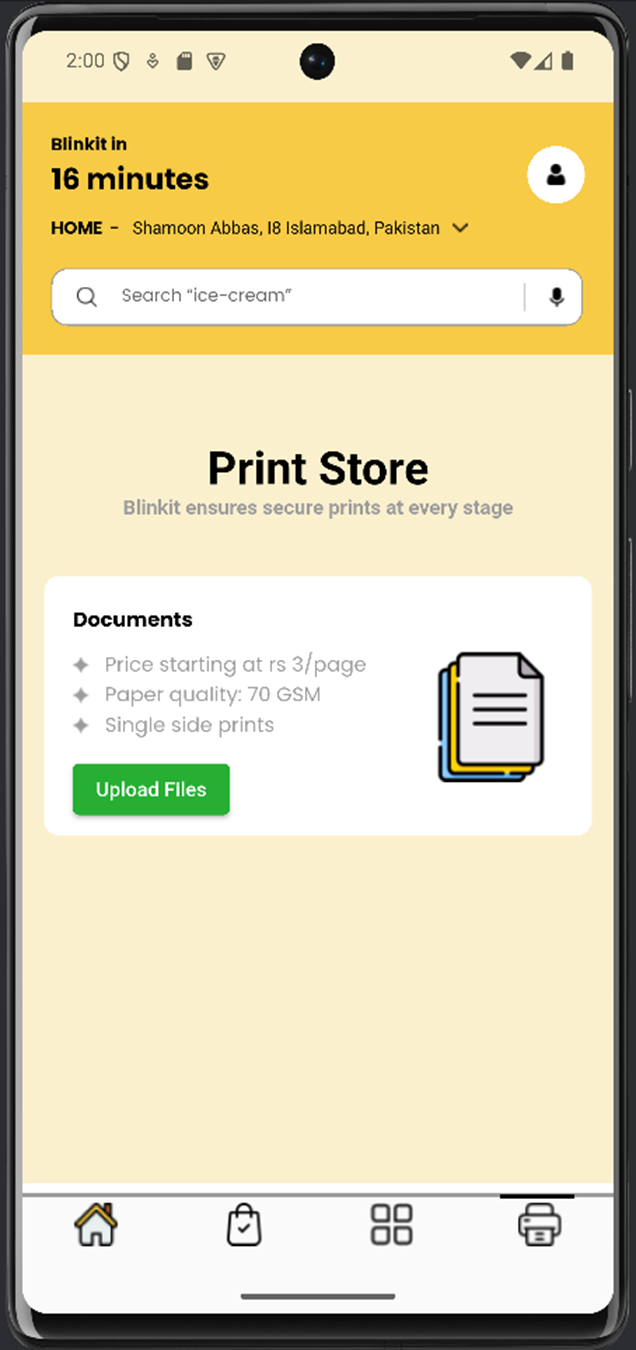 2:00
Blinkit in
16 minutes
HOME - Shamoon Abbas, I8 Islamabad, Pakistan
Search “ice-cream”
Print Store
Blinkit ensures secure prints at every stage
Documents
Price starting at rs 3/page
Paper quality: 70 GSM
Single side prints
Upload FIles